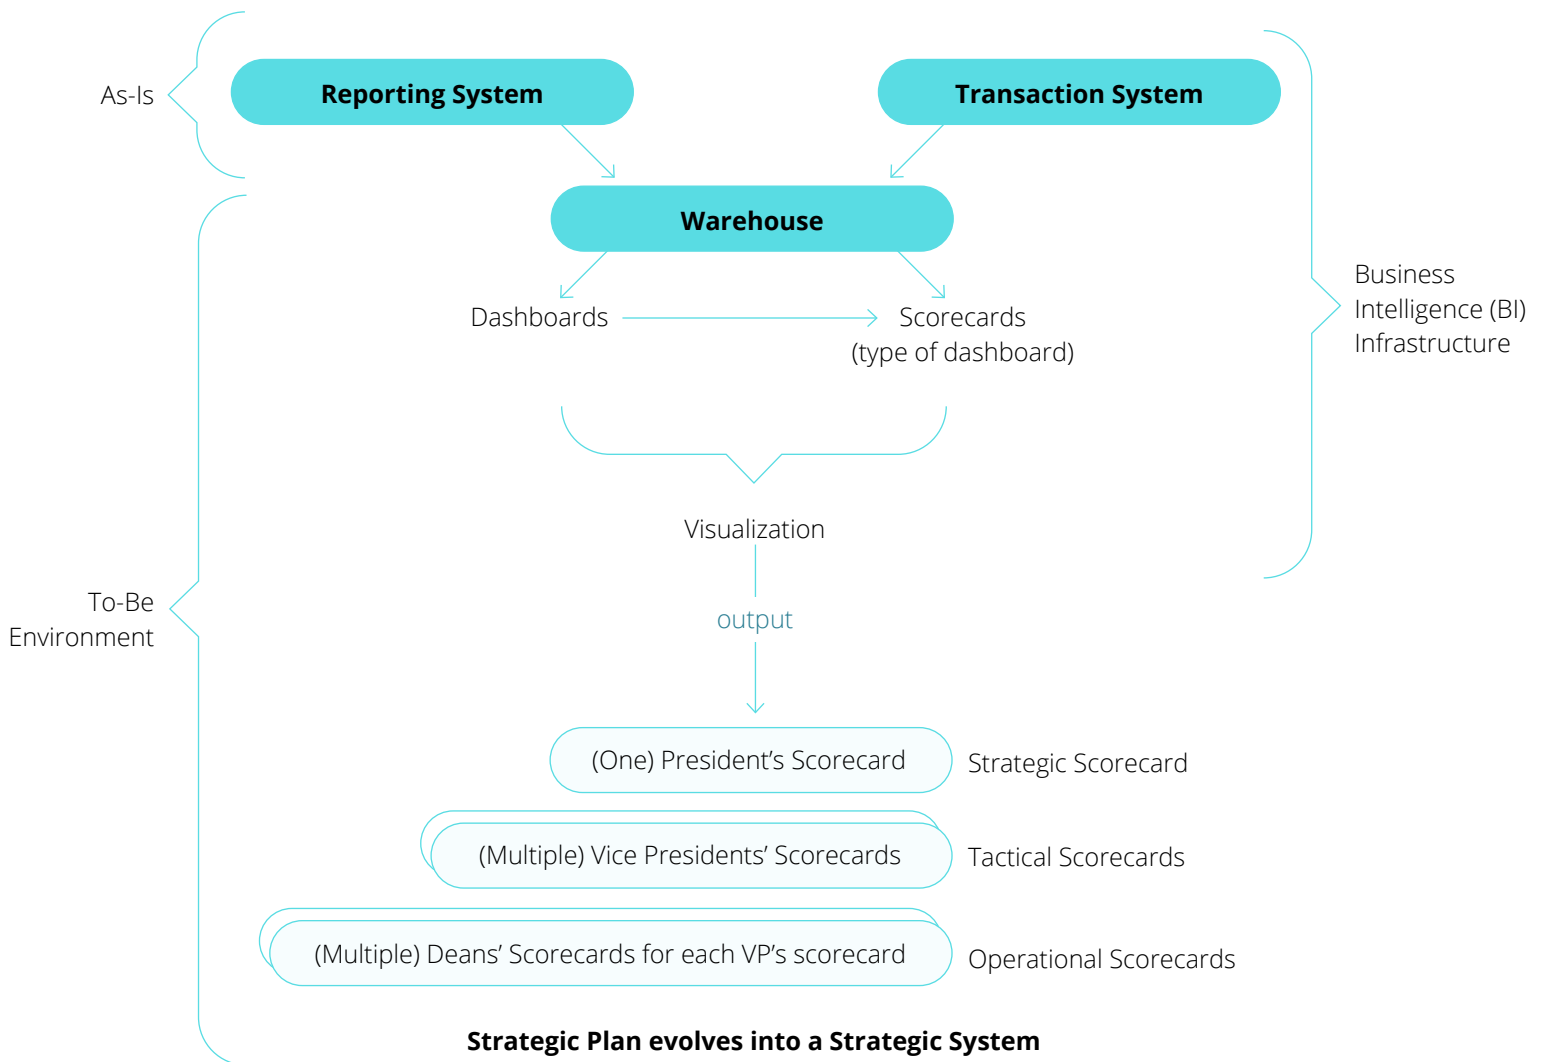 As-Is
Reporting System
Transaction System
Warehouse
Dashboards
Scorecards
(type of dashboard)
Business
Intelligence (BI)
Infrastructure
Visualization
To-Be
Environment
output
(One) President’s Scorecard
Strategic Scorecard
(Multiple) Vice Presidents’ Scorecards
Tactical Scorecards
(Multiple) Deans’ Scorecards for each VP’s scorecard
Operational Scorecards
Strategic Plan evolves into a Strategic System